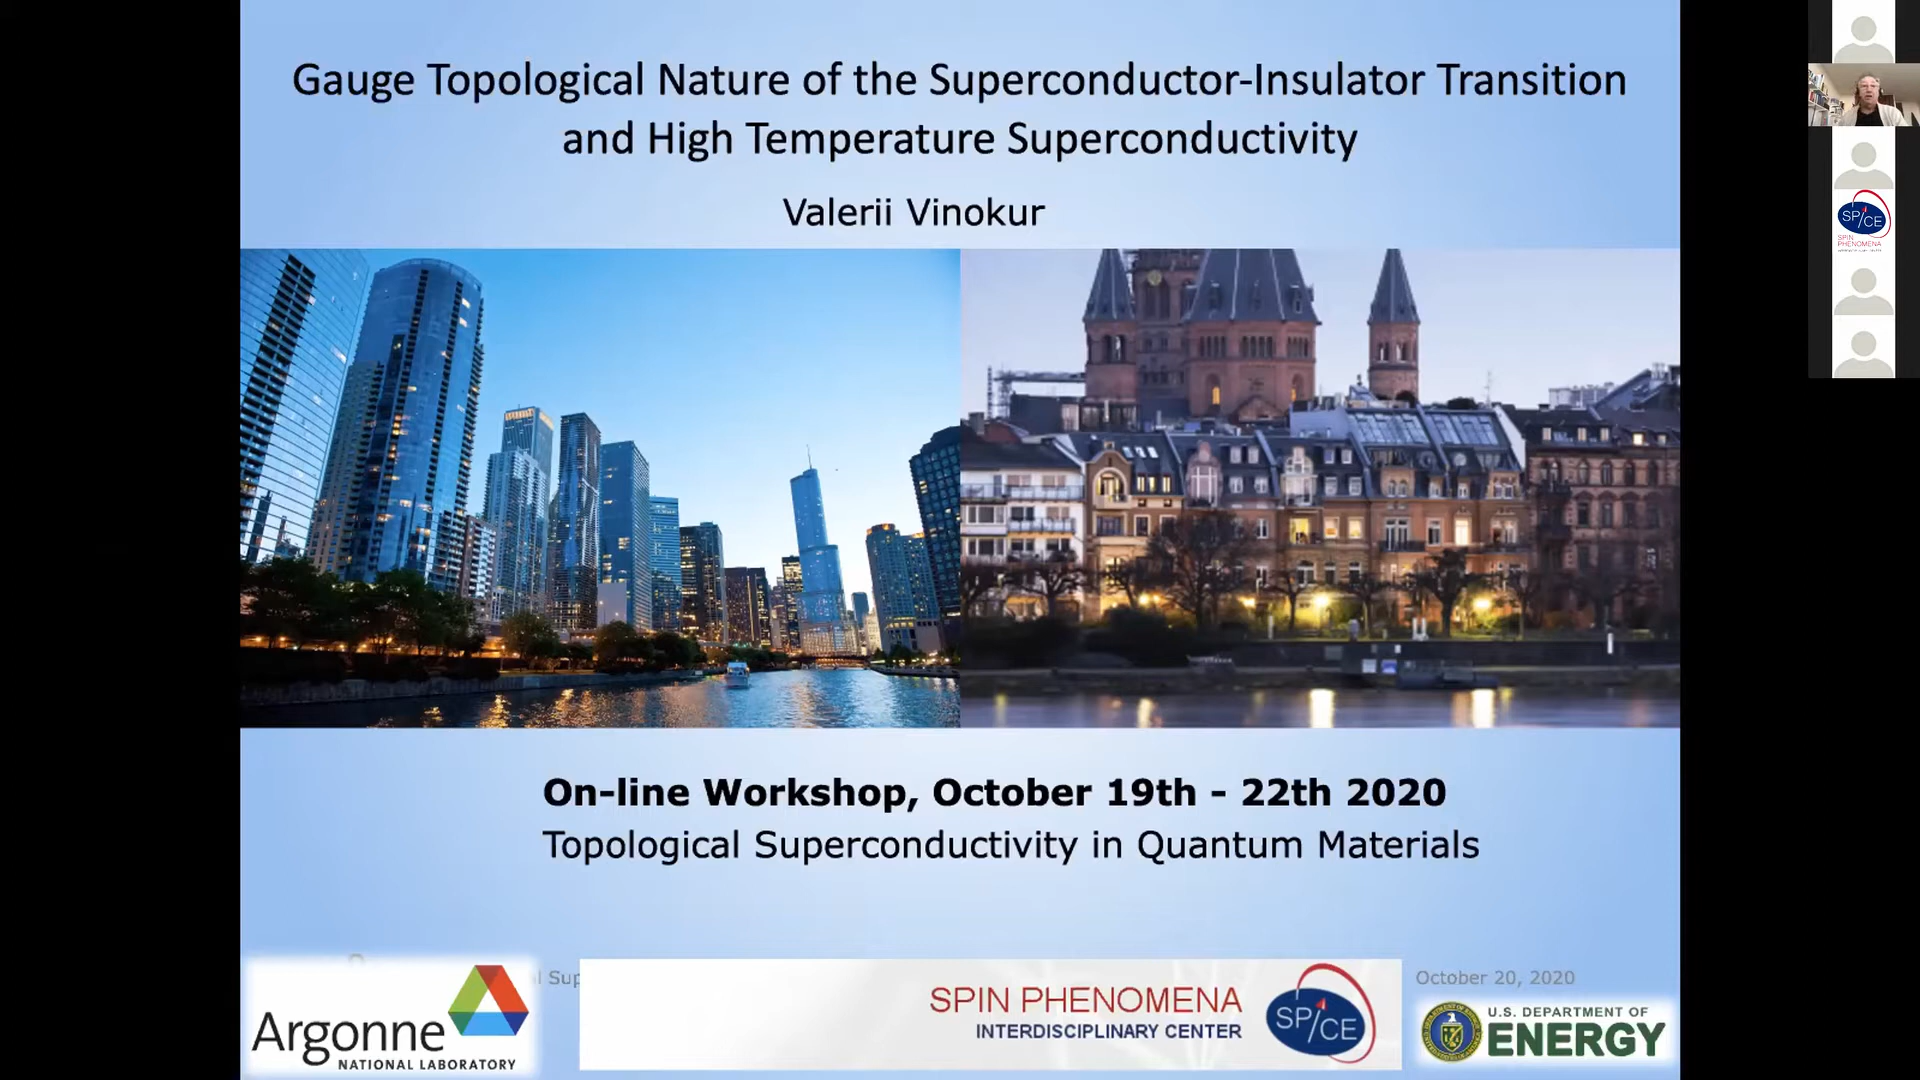 Gauge Topological Nature of the Superconductor-Insulator Transition
and High Temperature Superconductivity
Valerii Vinokur
On-line Workshop, October 19th - 22th 2020
Topological Superconductivity in Quantum Materials
l Sup
October 20, 2020
Argonne
NATIONAL LABORATORY
SPIN PHENOMENA
INTERDISCIPLINARY CENTER
SP/CE
U.S. DEPARTMENT OF
ENERGY
SP/CE
SPIN
PHENOMENA